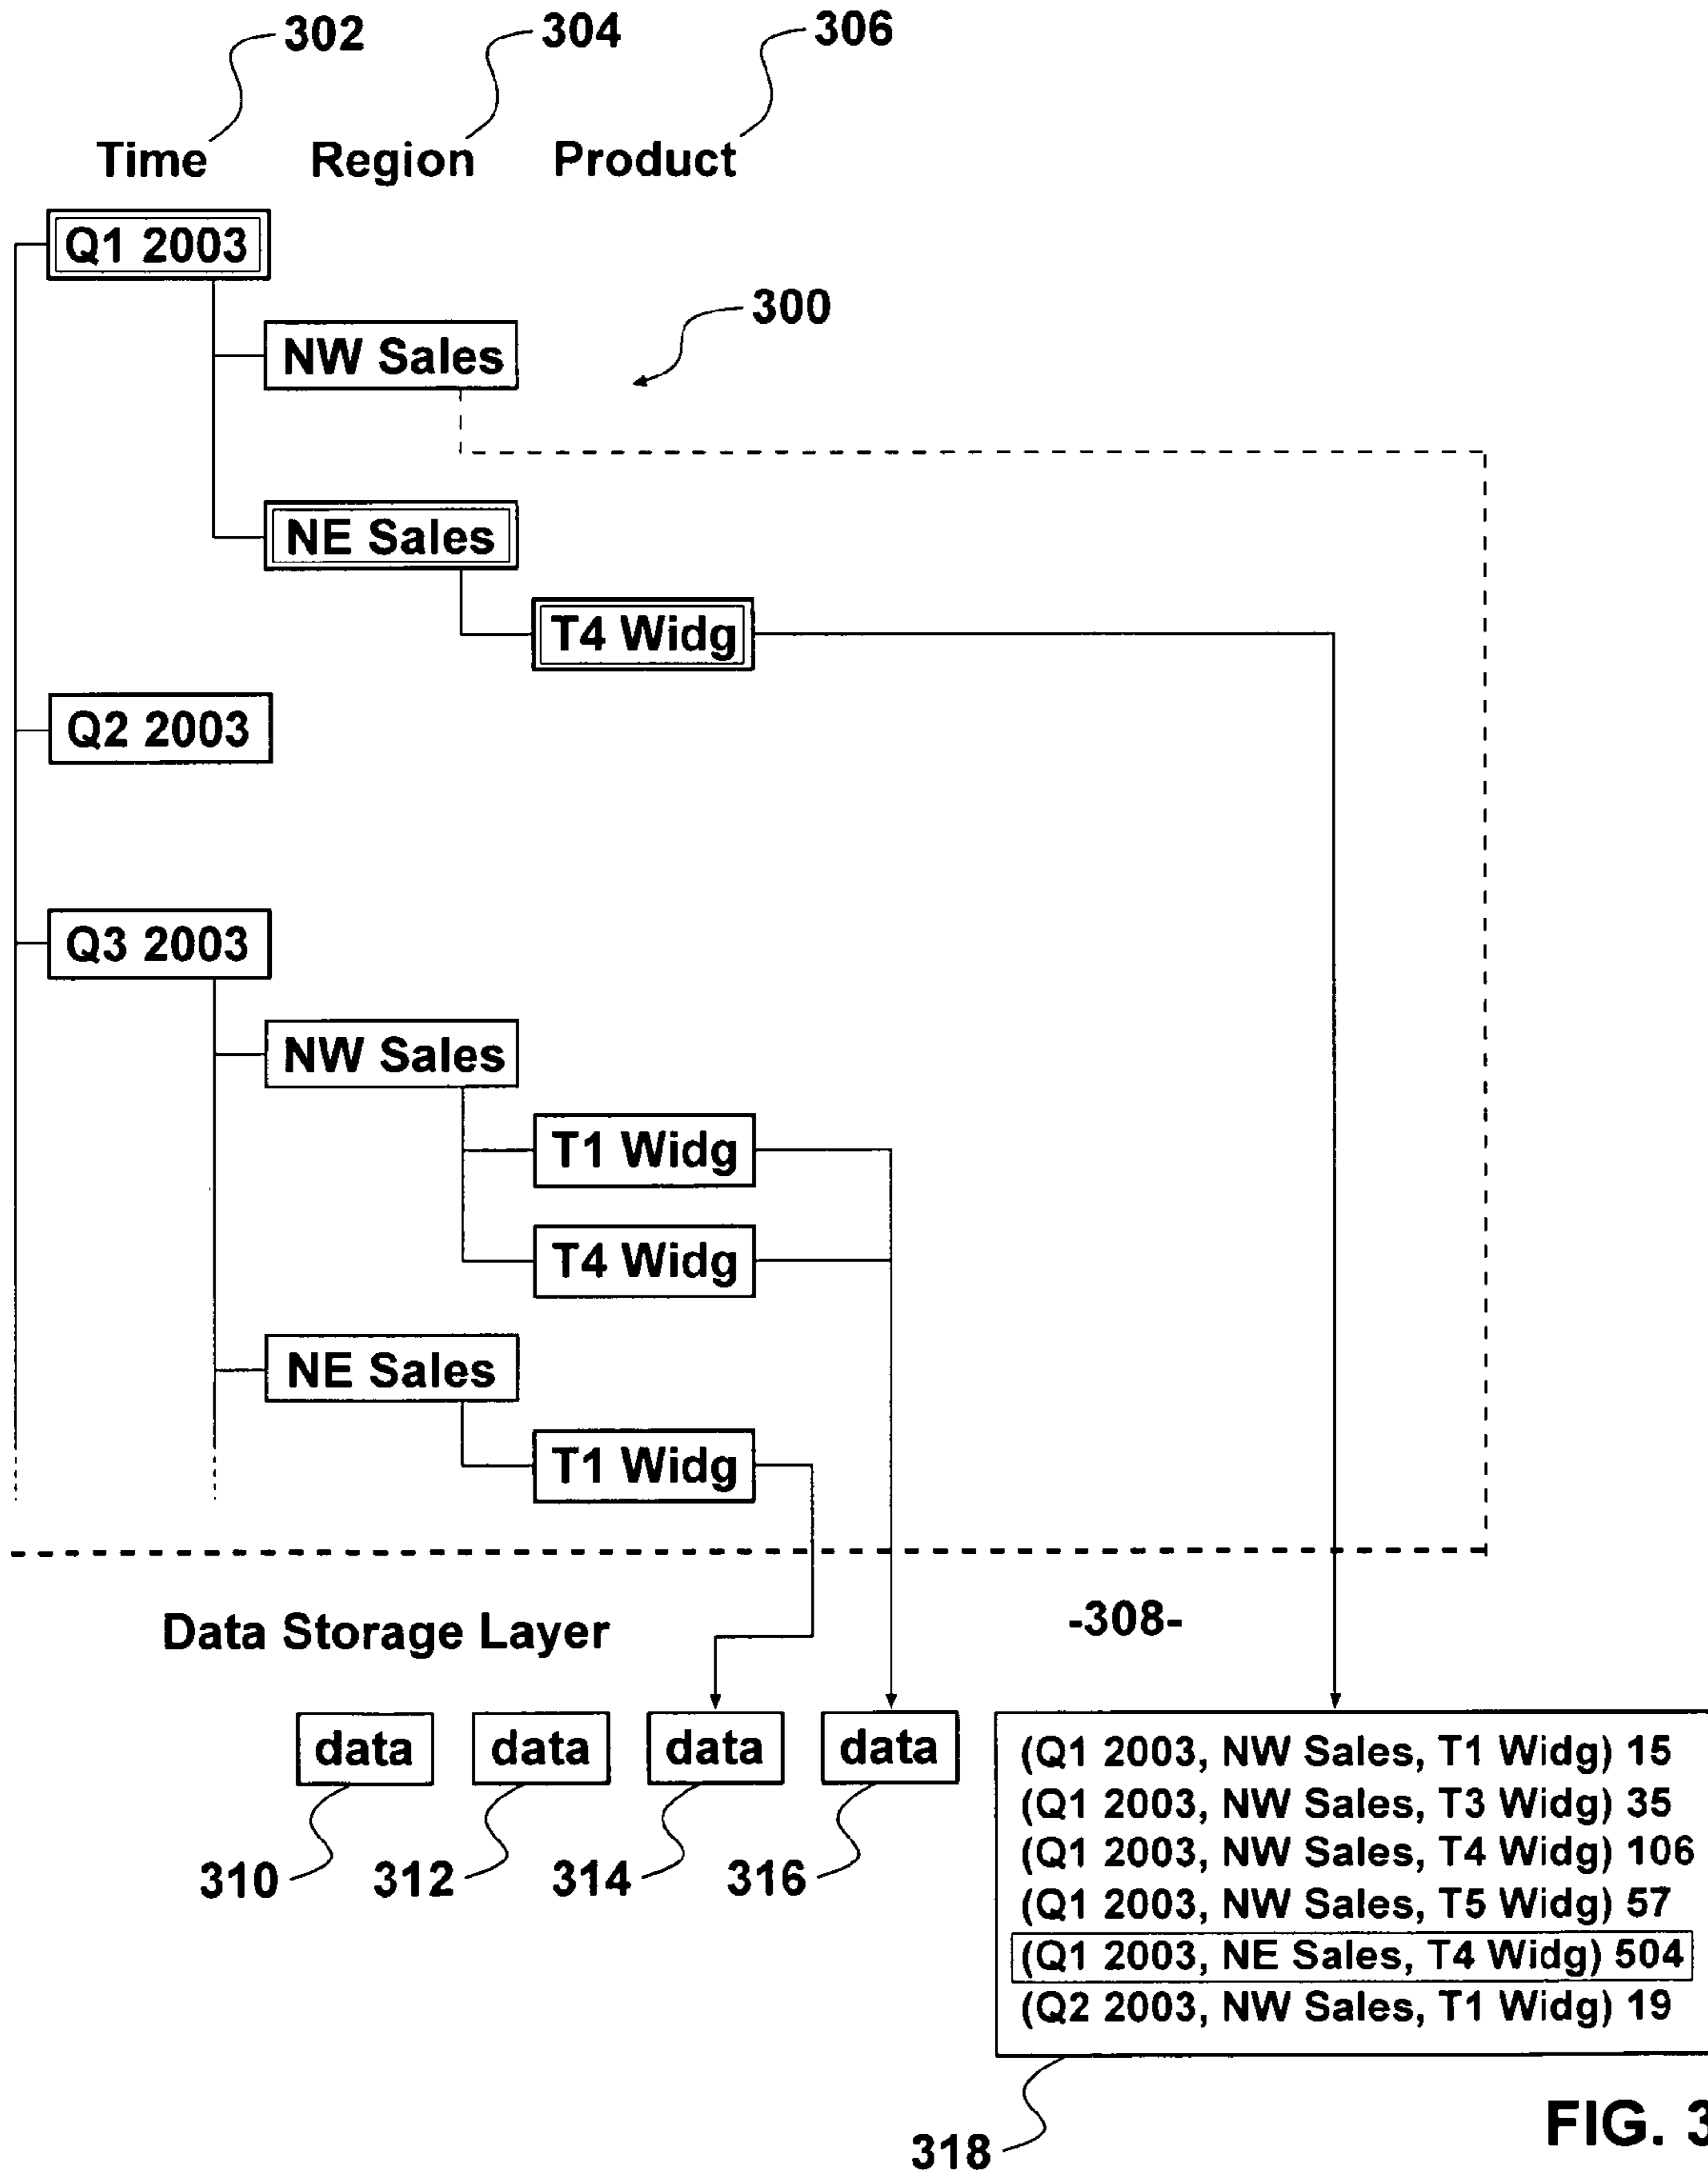 302 304 306
Time Region Product
Q1 2003
300
NW Sales
NE Sales
T4 Widg
Q2 2003
Q3 2003
NW Sales
T1 Widg
T4 Widg
NE Sales
T1 Widg
Data Storage Layer -308-
data data data data
310 312 314 316
(Q1 2003, NW Sales, T1 Widg) 15
(Q1 2003, NW Sales, T3 Widg) 35
(Q1 2003, NW Sales, T4 Widg) 106
(Q1 2003, NW Sales, T5 Widg) 57
(Q1 2003, NE Sales, T4 Widg) 504
(Q2 2003, NW Sales, T1 Widg) 19
318
FIG. 3